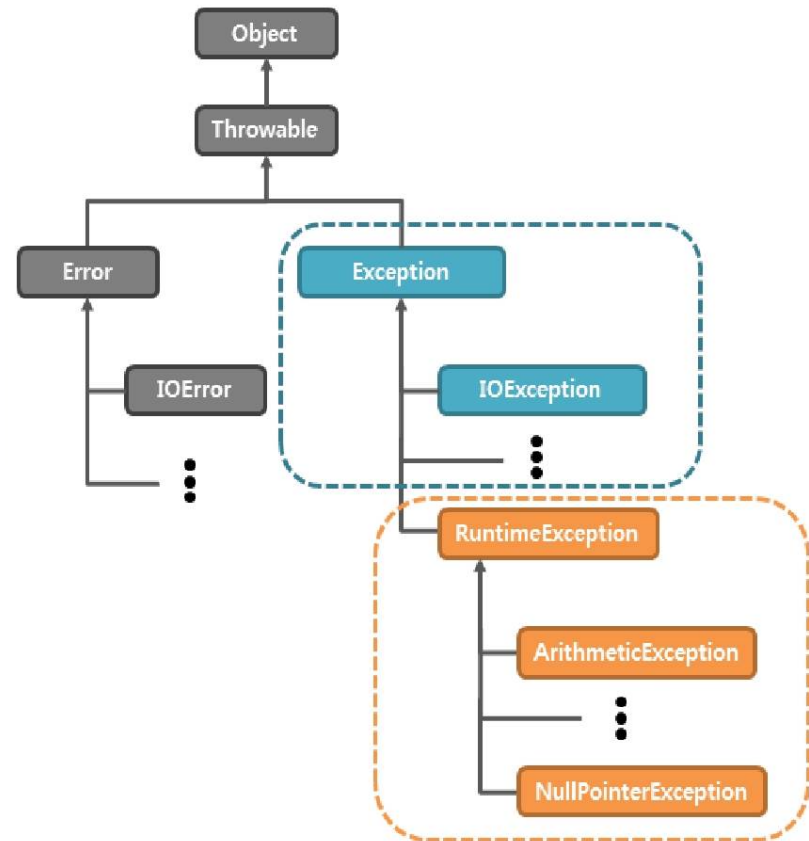 Object
Throwable
Error
Exception
IOError
IOException
RuntimeException
ArithmeticException
NullPointerException